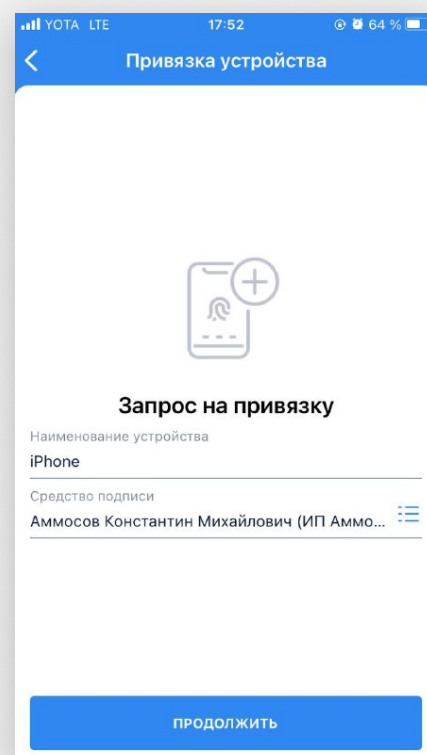 YOTA LTE 17:52 64 %
Привязка устройства
Запрос на привязку
Наименование устройства
iPhone
Средство подписи
Аммосов Константин Михайлович (ИП Аммо...
ПРОДОЛЖИТЬ